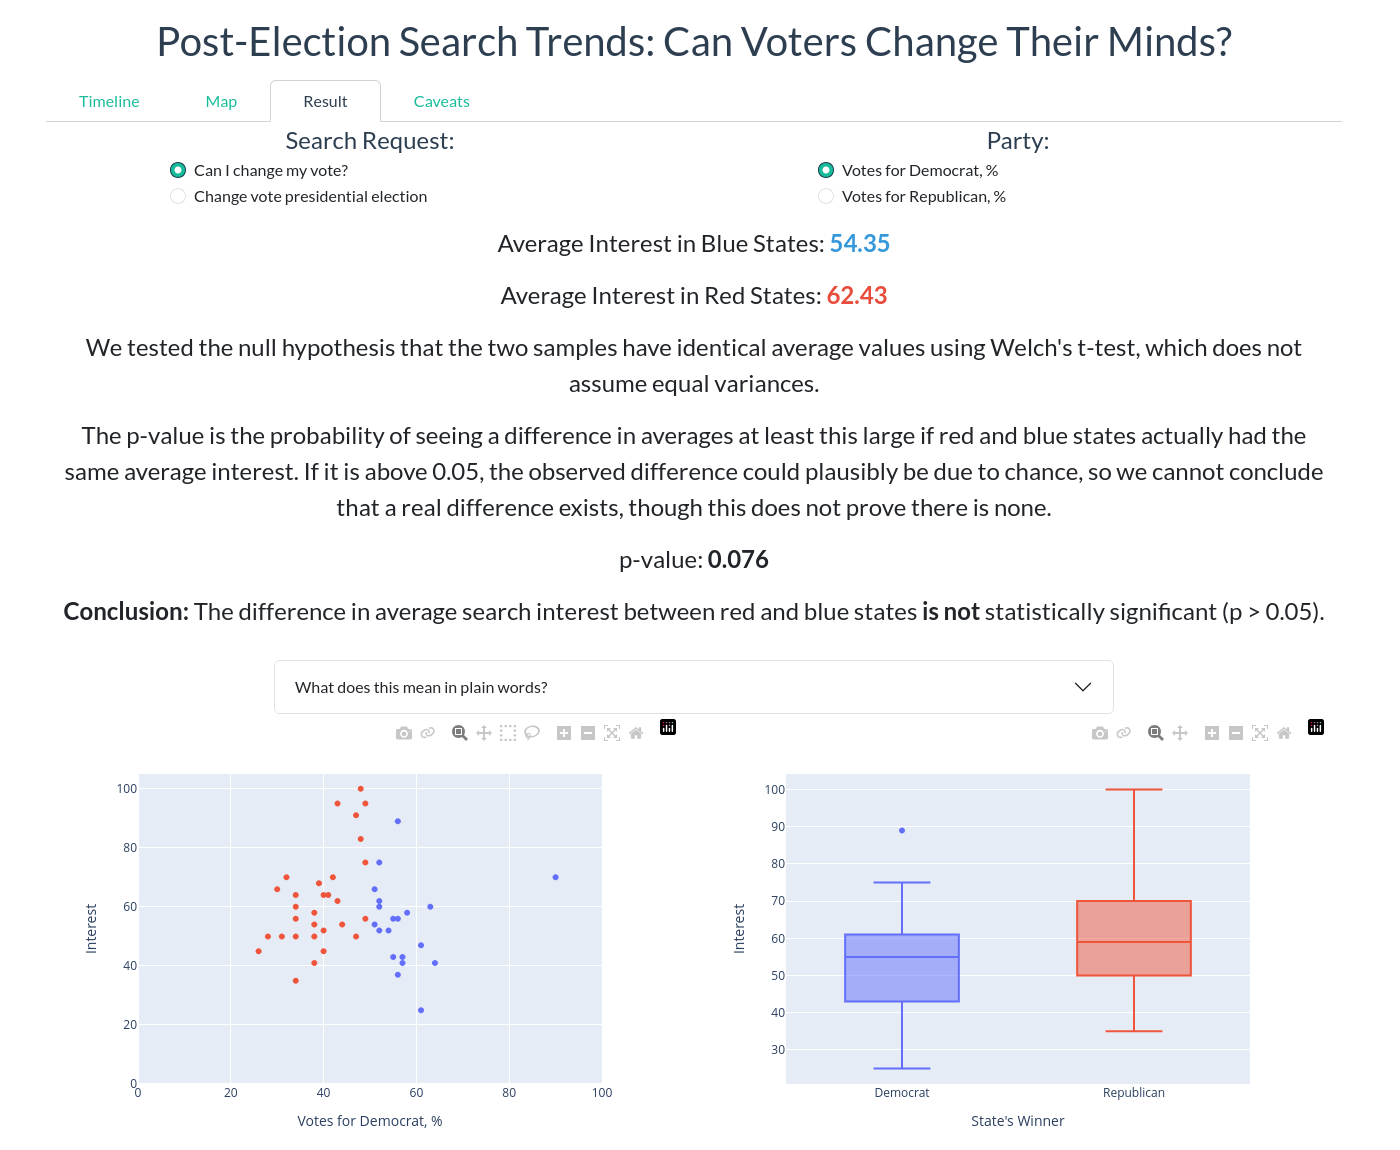 Post-Election Search Trends: Can Voters Change Their Minds?
Timeline
Map
Result
Caveats
Search Request:
Can I change my vote?
Change vote presidential election
Party:
Votes for Democrat, %
Votes for Republican, %
Average Interest in Blue States: 54.35
Average Interest in Red States: 62.43
We tested the null hypothesis that the two samples have identical average values using Welch's t-test, which does not
assume equal variances.
The p-value is the probability of seeing a difference in averages at least this large if red and blue states actually had the
same average interest. If it is above 0.05, the observed difference could plausibly be due to chance, so we cannot conclude
that a real difference exists, though this does not prove there is none.
p-value: 0.076
Conclusion: The difference in average search interest between red and blue states is not statistically significant (p > 0.05).
What does this mean in plain words?
100
80
60
40
20
0
Interest
0 20 40 60 80 100
Votes for Democrat, %
100
90
80
70
60
50
40
30
Interest
Democrat Republican
State's Winner